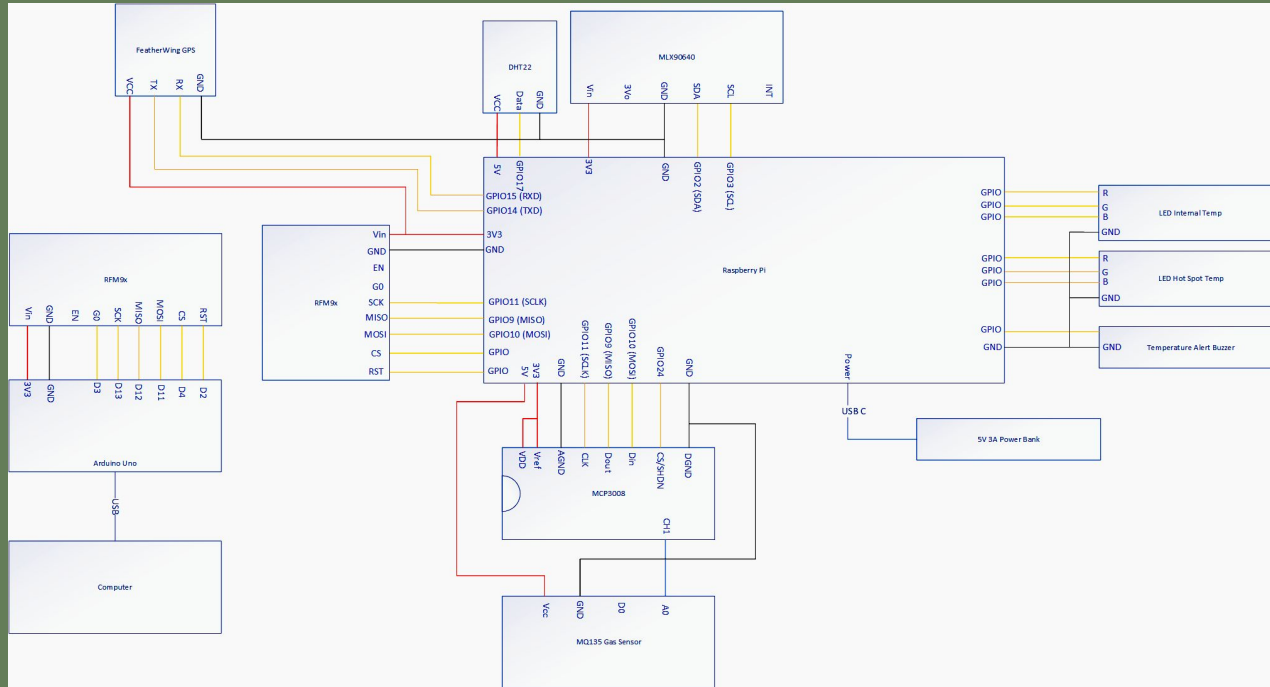 FeatherWing GPS
VCC
TX
RX
GND
DHT22
VCC
Data
GND
MLX90640
Vin
3Vo
GND
SDA
SCL
INT
5V
GPIO17
3V3
GND
GPIO2 (SDA)
GPIO3 (SCL)
GPIO15 (RXD)
GPIO14 (TXD)
3V3
GND
GPIO11 (SCLK)
GPIO9 (MISO)
GPIO10 (MOSI)
GPIO
GPIO
Raspberry Pi
GPIO
GPIO
GPIO
GPIO
GPIO
GPIO
GPIO
GND
R
G
B
GND
LED Internal Temp
R
G
B
GND
LED Hot Spot Temp
GND
Temperature Alert Buzzer
RFM9x
Vin
GND
EN
G0
SCK
MISO
MOSI
CS
RST
RFM9x
Vin
GND
EN
G0
SCK
MISO
MOSI
CS
RST
3V3
GND
D3
D13
D12
D11
D4
D2
Arduino Uno
USB
Computer
5V
3V3
GND
GPIO11 (SCLK)
GPIO9 (MISO)
GPIO10 (MOSI)
GPIO24
GND
Power
USB C
5V 3A Power Bank
VDD
Vref
AGND
CLK
Dout
Din
CS/SHDN
DGND
MCP3008
CH1
Vcc
GND
D0
A0
MQ135 Gas Sensor